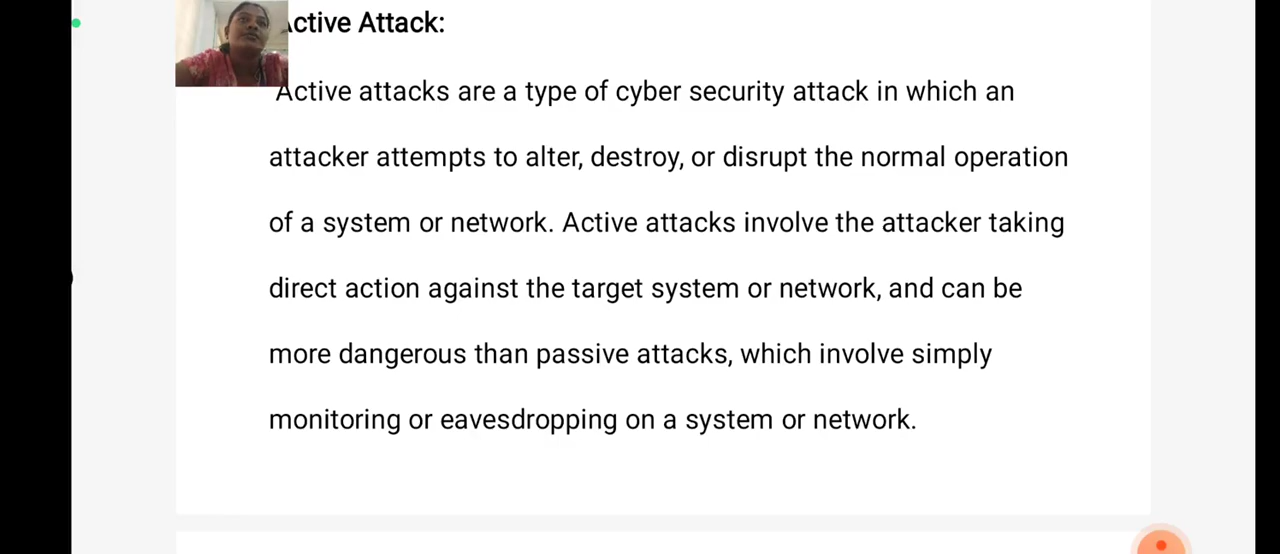 Active Attack:
Active attacks are a type of cyber security attack in which an
attacker attempts to alter, destroy, or disrupt the normal operation
of a system or network. Active attacks involve the attacker taking
direct action against the target system or network, and can be
more dangerous than passive attacks, which involve simply
monitoring or eavesdropping on a system or network.